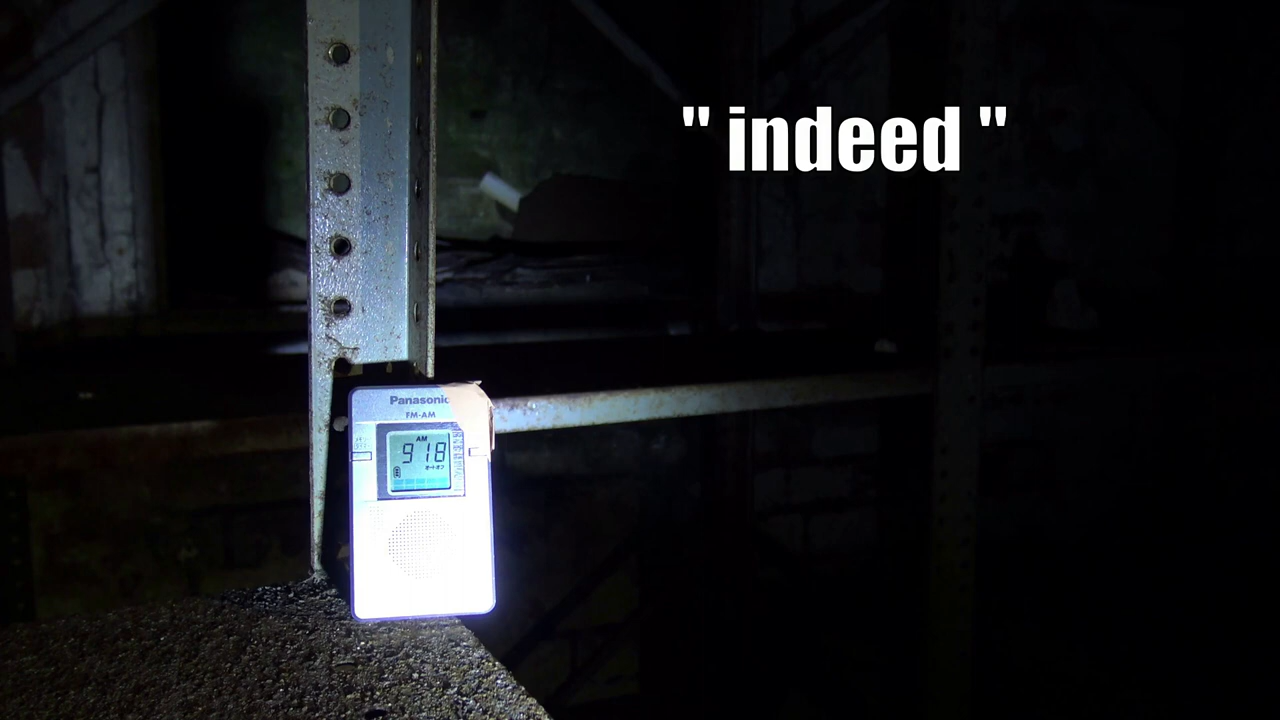 " indeed "
Panasonic
FM-AM
AM
918
オートオフ